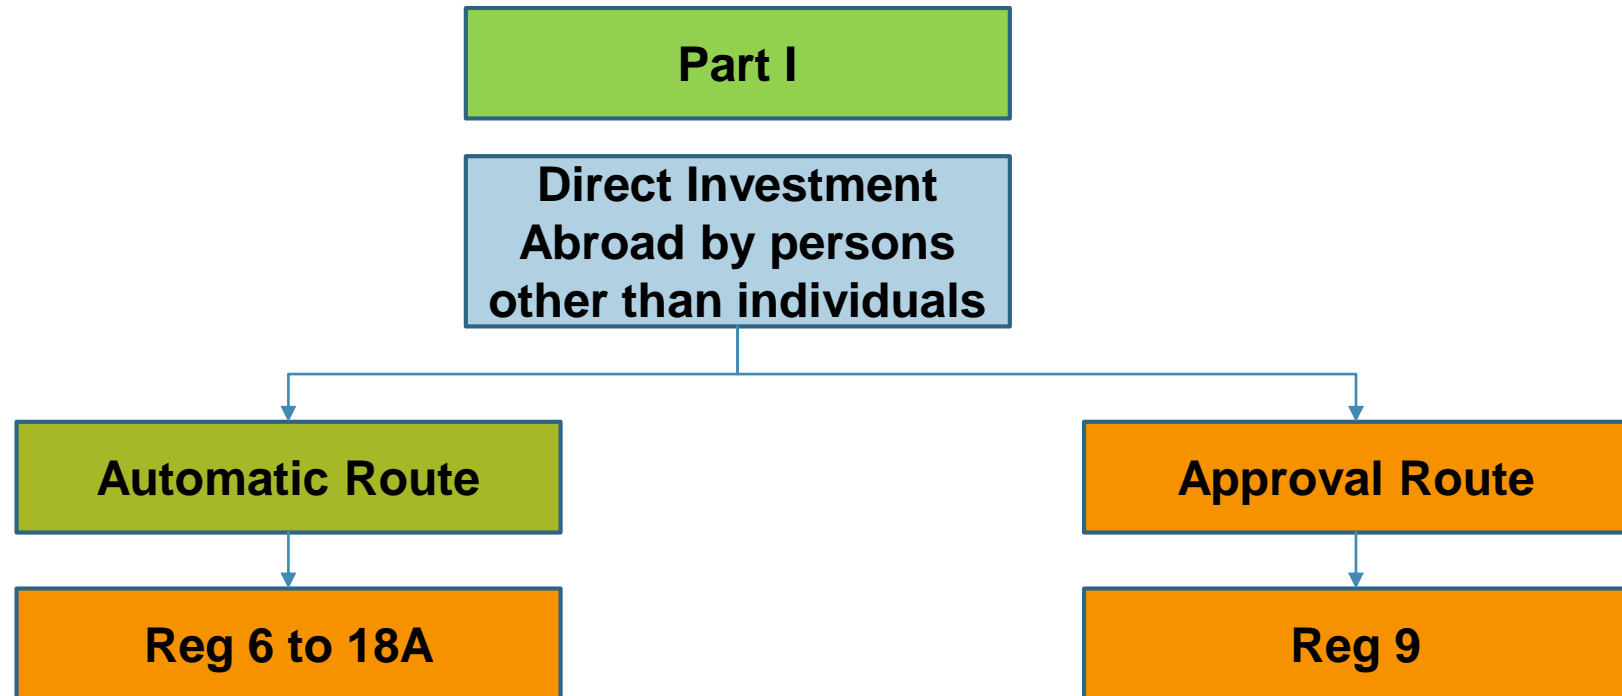 Part I
Direct Investment
Abroad by persons
other than individuals
Automatic Route
Approval Route
Reg 6 to 18A
Reg 9